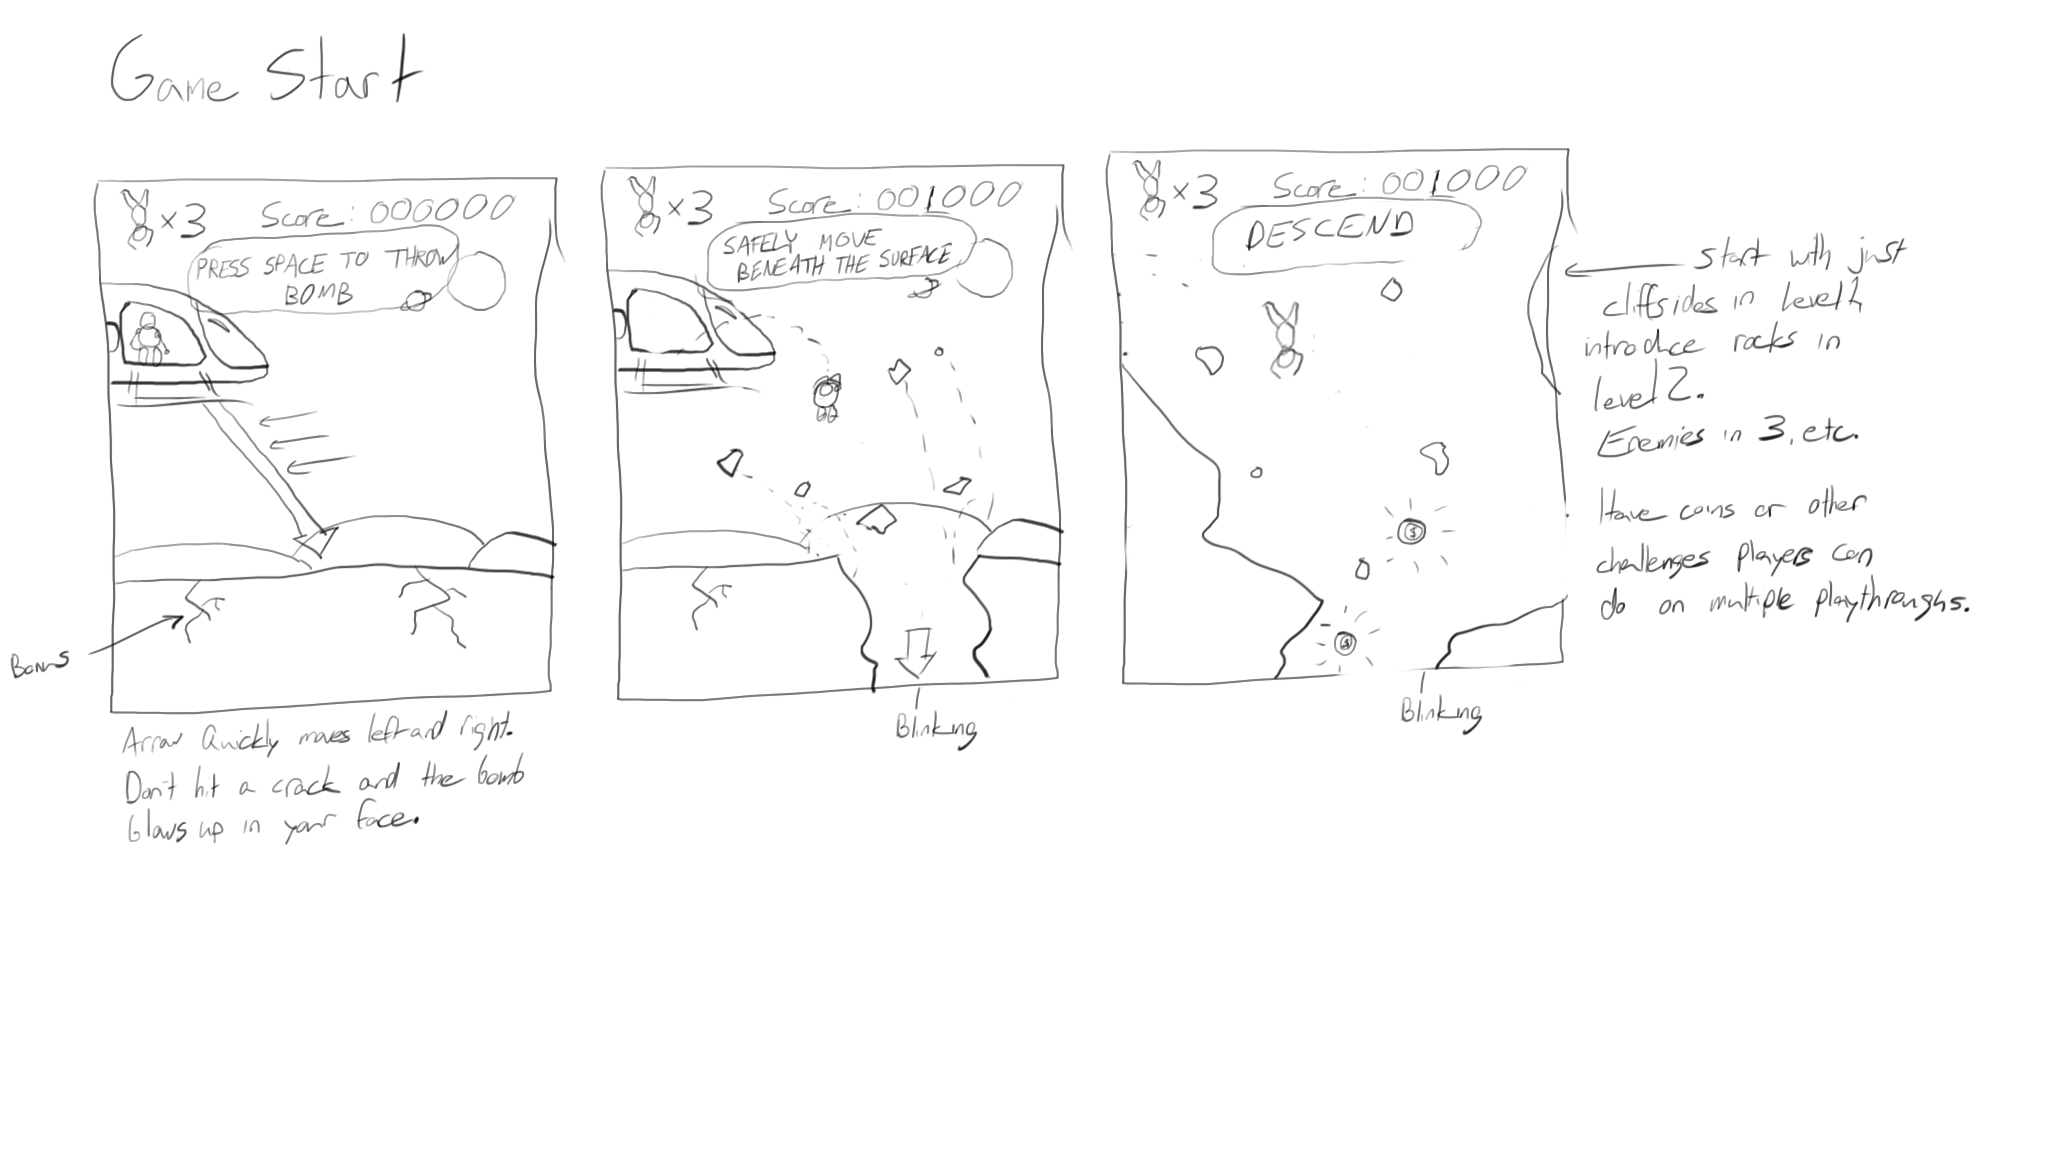 Game Start
x3 Score: 000000
PRESS SPACE TO THROW
BOMB
Bonus
Arrow Quickly moves left and right.
Don't hit a crack and the bomb
blows up in your face.
x3 Score: 001000
SAFELY MOVE
BENEATH THE SURFACE
Blinking
x3 Score: 001000
DESCEND
$
$
Blinking
Start with just
cliffsides in level 1,
introduce rocks in
level 2.
Enemies in 3, etc.
Have coins or other
challenges players can
do on multiple playthroughs.